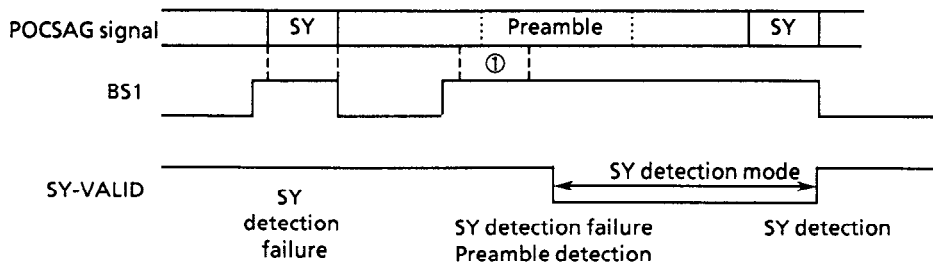 POCSAG signal SY Preamble SY
①
BS1
SY detection mode
SY-VALID
SY
detection
failure
SY detection failure
Preamble detection
SY detection